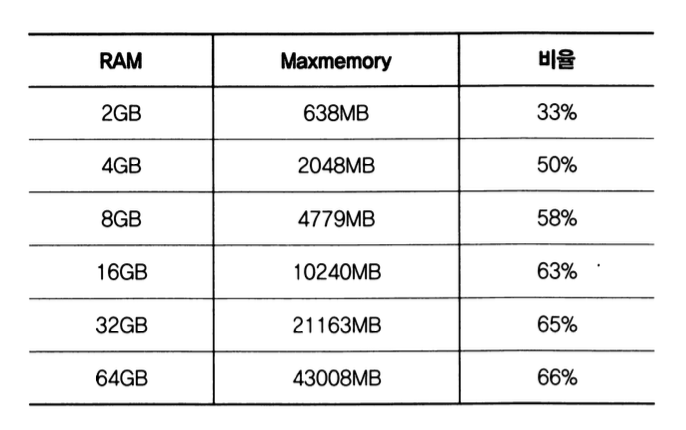 RAM Maxmemory 비율
2GB 638MB 33%
4GB 2048MB 50%
8GB 4779MB 58%
16GB 10240MB 63%
32GB 21163MB 65%
64GB 43008MB 66%